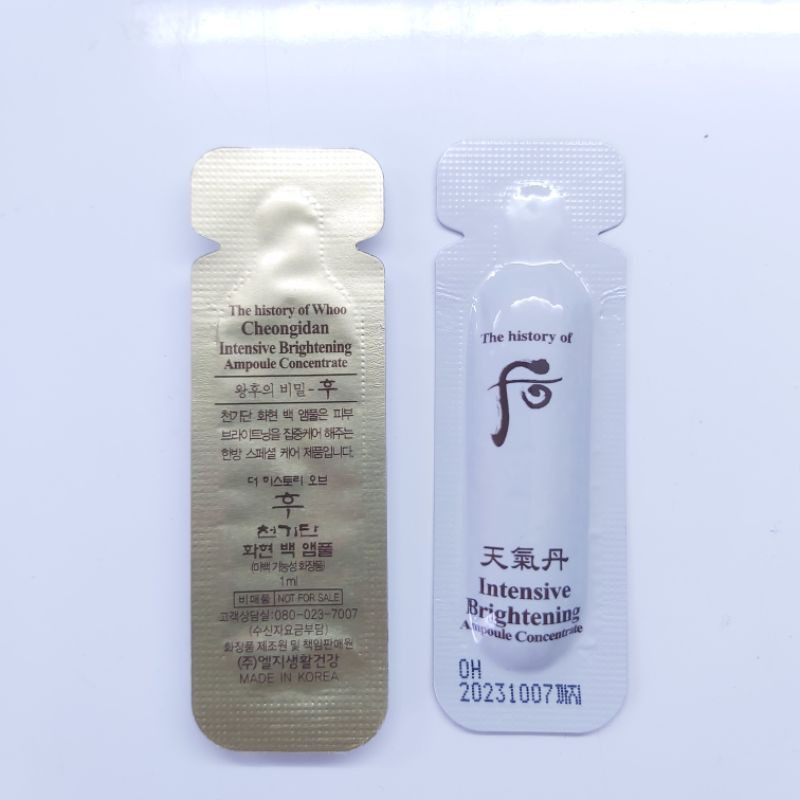 The history of Whoo
Cheongidan
Intensive Brightening
Ampoule Concentrate
왕후의 비밀-후
천기단 화현 백 앰풀은 피부
브라이트닝을 집중케어 해주는
한방 스페셜 케어 제품입니다.
더 히스토리 오브
후
천기단
화현 백 앰풀
(미백 기능성 화장품)
1ml
비매품 NOT FOR SALE
고객상담실:080-023-7007
(수신자요금부담)
화장품 제조원 및 책임판매원
(주)엘지생활건강
MADE IN KOREA
The history of
후
天氣丹
Intensive
Brightening
Ampoule Concentrate
OH
20231007까지